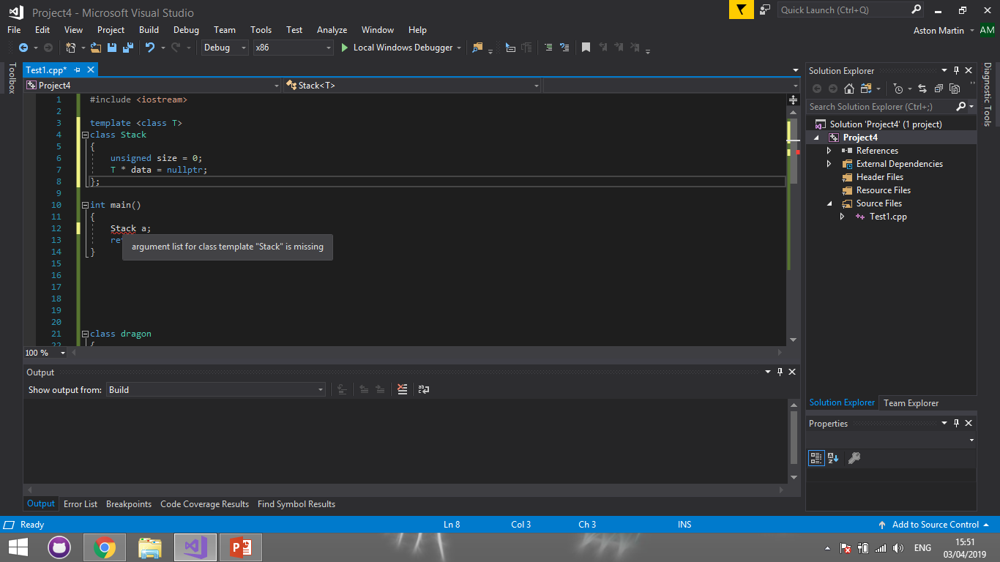 Project4 - Microsoft Visual Studio
Quick Launch (Ctrl+Q)
File Edit View Project Build Debug Team Tools Test Analyze Window Help
Aston Martin AM
Debug x86 Local Windows Debugger
Toolbox
Test1.cpp*
Project4 Stack<T>
1 #include <iostream>
2
3 template <class T>
4 class Stack
5 {
6 unsigned size = 0;
7 T * data = nullptr;
8 };
9
10 int main()
11 {
12 Stack a;
13 re
argument list for class template "Stack" is missing
14 }
15
16
17
18
19
20
21 class dragon
22 {
100 %
Output
Show output from: Build
Output Error List Breakpoints Code Coverage Results Find Symbol Results
Solution Explorer
Search Solution Explorer (Ctrl+;)
Solution 'Project4' (1 project)
Project4
References
External Dependencies
Header Files
Resource Files
Source Files
Test1.cpp
Solution Explorer Team Explorer
Properties
Diagnostic Tools
Ready Ln 8 Col 3 Ch 3 INS Add to Source Control
ENG
15:51
03/04/2019